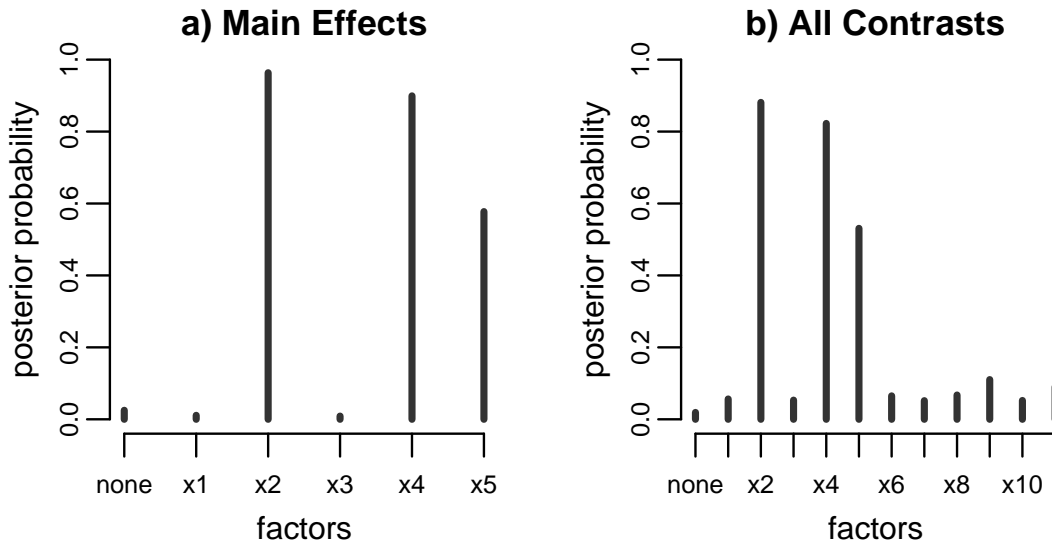 a) Main Effects
posterior probability
1.0
0.8
0.6
0.4
0.2
0.0
none x1 x2 x3 x4 x5
factors
b) All Contrasts
posterior probability
1.0
0.8
0.6
0.4
0.2
0.0
none x2 x4 x6 x8 x10
factors